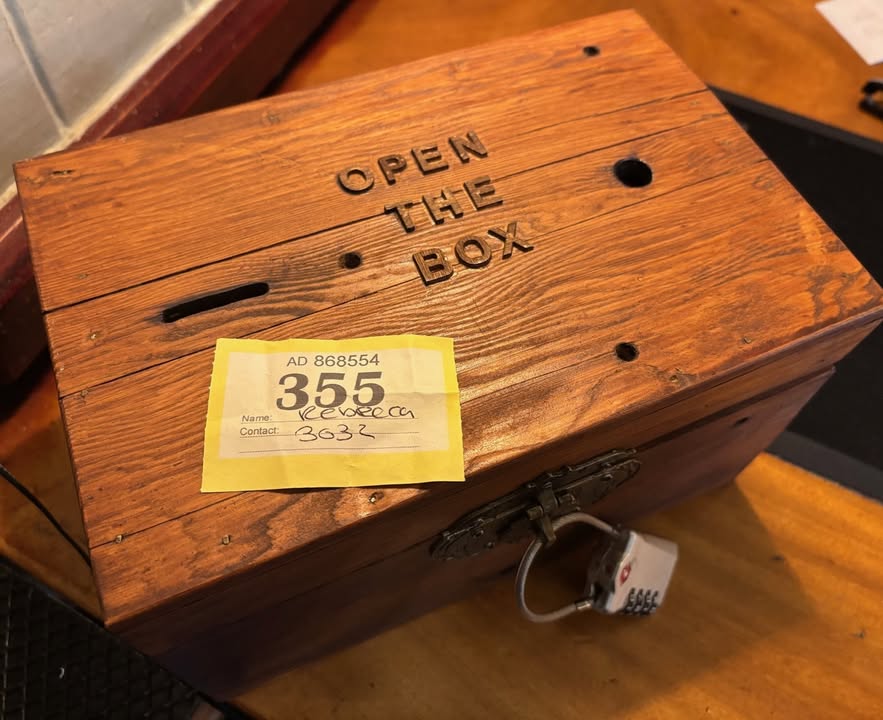 OPEN
THE
BOX
AD 868554
355
Name: Rebecca
Contact: 3032